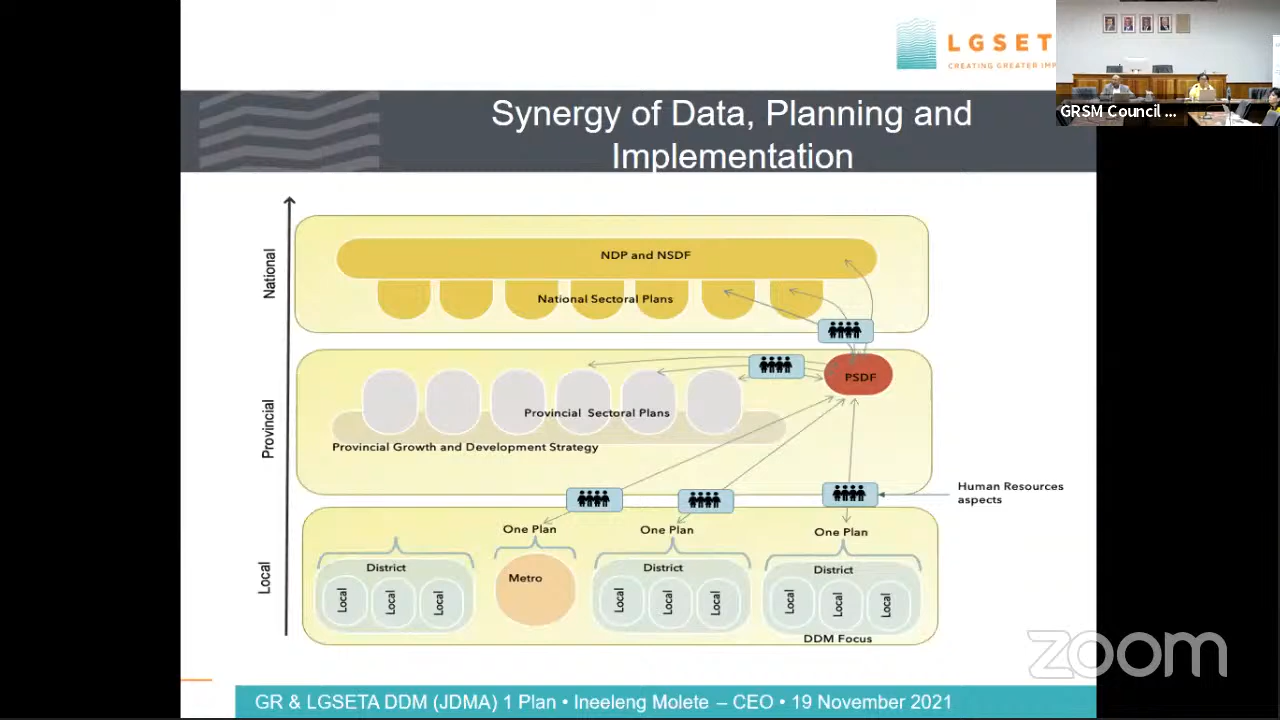 LGSET
CREATING GREATER IMP
GRSM Council ...
Synergy of Data, Planning and
Implementation
National
NDP and NSDF
National Sectoral Plans
Provincial
PSDF
Provincial Sectoral Plans
Provincial Growth and Development Strategy
Human Resources
aspects
Local
One Plan
One Plan
One Plan
District
Metro
District
District
Local
Local
Local
Local
Local
Local
Local
Local
Local
DDM Focus
zoom
GR & LGSETA DDM (JDMA) 1 Plan • Ineeleng Molete – CEO • 19 November 2021